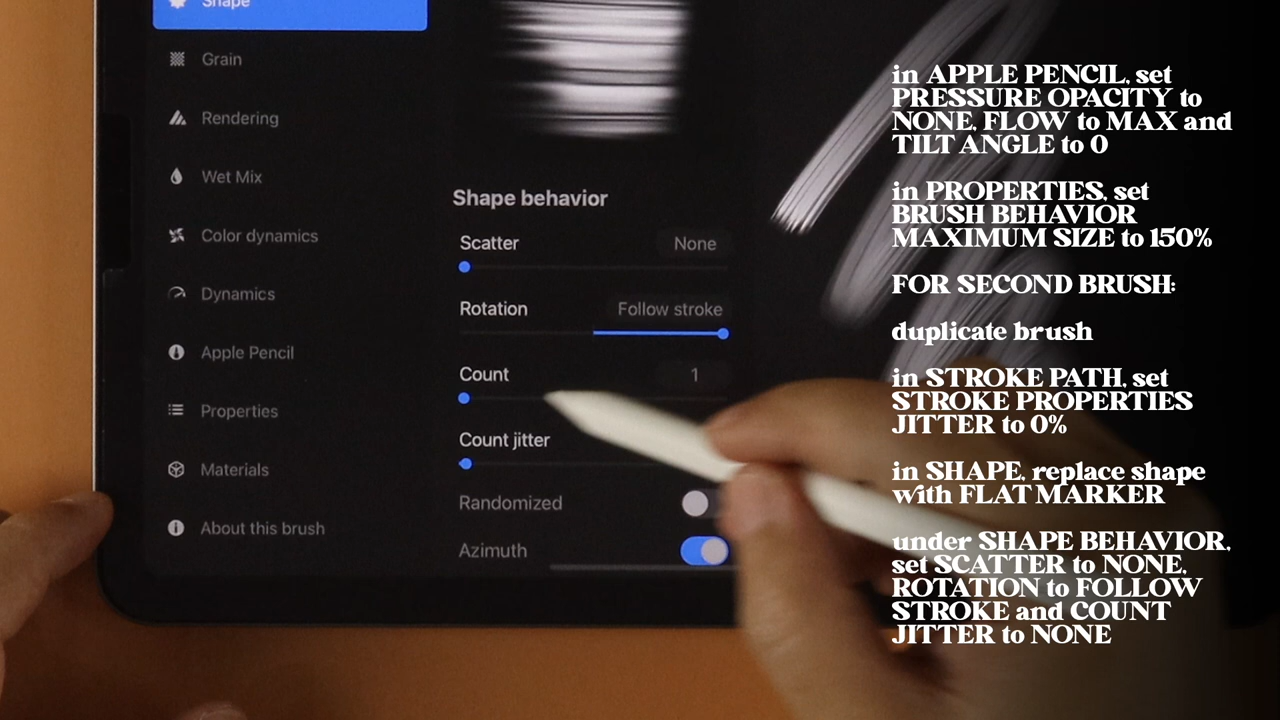 Shape
Grain
Rendering
Wet Mix
Color dynamics
Dynamics
Apple Pencil
Properties
Materials
About this brush
Shape behavior
Scatter None
Rotation Follow stroke
Count 1
Count jitter
Randomized
Azimuth
in APPLE PENCIL, set
PRESSURE OPACITY to
NONE, FLOW to MAX and
TILT ANGLE to 0
in PROPERTIES, set
BRUSH BEHAVIOR
MAXIMUM SIZE to 150%
FOR SECOND BRUSH:
duplicate brush
in STROKE PATH, set
STROKE PROPERTIES
JITTER to 0%
in SHAPE, replace shape
with FLAT MARKER
under SHAPE BEHAVIOR,
set SCATTER to NONE,
ROTATION to FOLLOW
STROKE and COUNT
JITTER to NONE